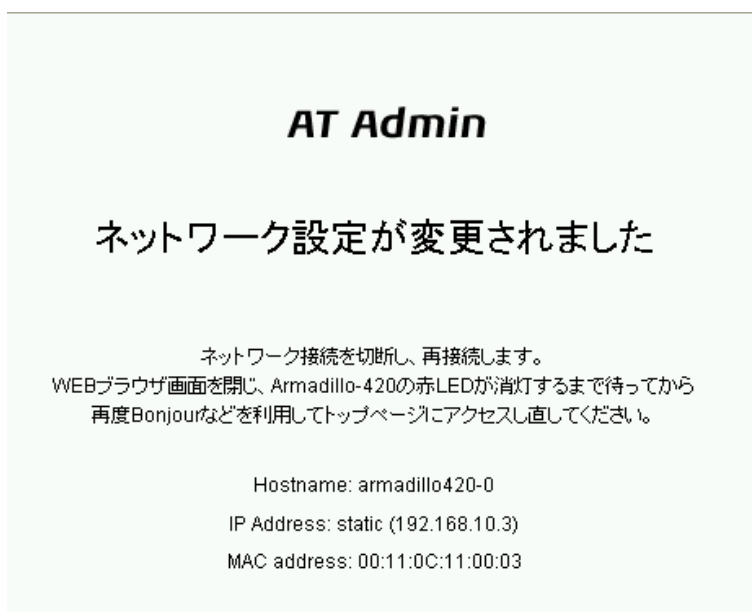 AT Admin
ネットワーク設定が変更されました
ネットワーク接続を切断し、再接続します。
WEBブラウザ画面を閉じ、Armadillo-420の赤LEDが消灯するまで待ってから
再度Bonjourなどを利用してトップページにアクセスし直してください。
Hostname: armadillo420-0
IP Address: static (192.168.10.3)
MAC address: 00:11:0C:11:00:03